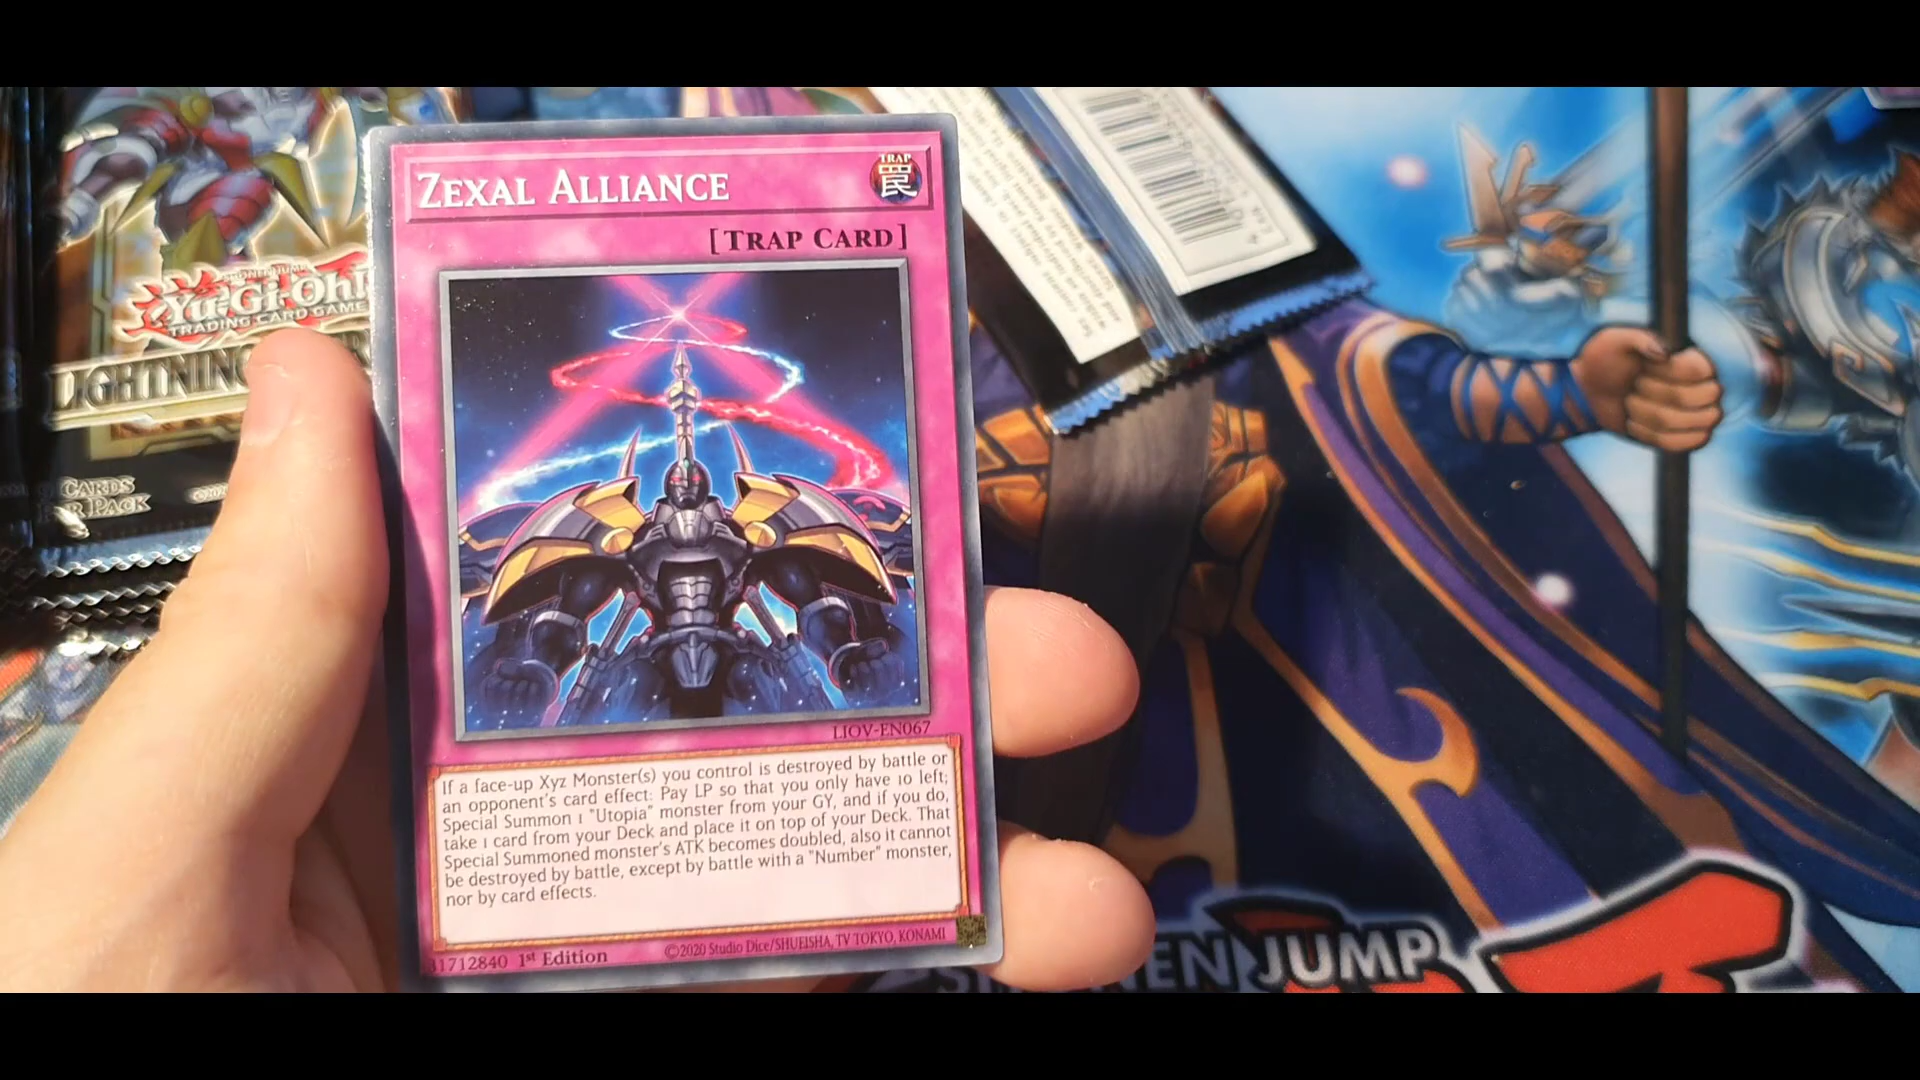 ZEXAL ALLIANCE
TRAP
罠
[TRAP CARD]
LIOV-EN067
If a face-up Xyz Monster(s) you control is destroyed by battle or
an opponent's card effect: Pay LP so that you only have 10 left;
Special Summon 1 "Utopia" monster from your GY, and if you do,
take 1 card from your Deck and place it on top of your Deck. That
Special Summoned monster's ATK becomes doubled, also it cannot
be destroyed by battle, except by battle with a "Number" monster,
nor by card effects.
1712840 1st Edition
©2020 Studio Dice/SHUEISHA, TV TOKYO, KONAMI
SHONEN JUMP
Yu-Gi-Oh!
TRADING CARD GAME
LIGHTNING
CARDS
PACK
SHONEN JUMP